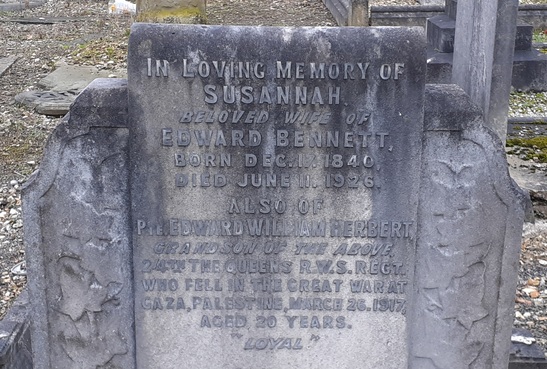 IN LOVING MEMORY OF
SUSANNAH,
BELOVED WIFE OF
EDWARD BENNETT,
BORN DEC. 1. 1840,
DIED JUNE 11. 1926.
ALSO OF
PTE EDWARD WILLIAM HERBERT,
GRANDSON OF THE ABOVE,
2/4TH THE QUEENS R.W.S. REGT.
WHO FELL IN THE GREAT WAR AT
GAZA, PALESTINE, MARCH 26. 1917,
AGED 20 YEARS.
"LOYAL"